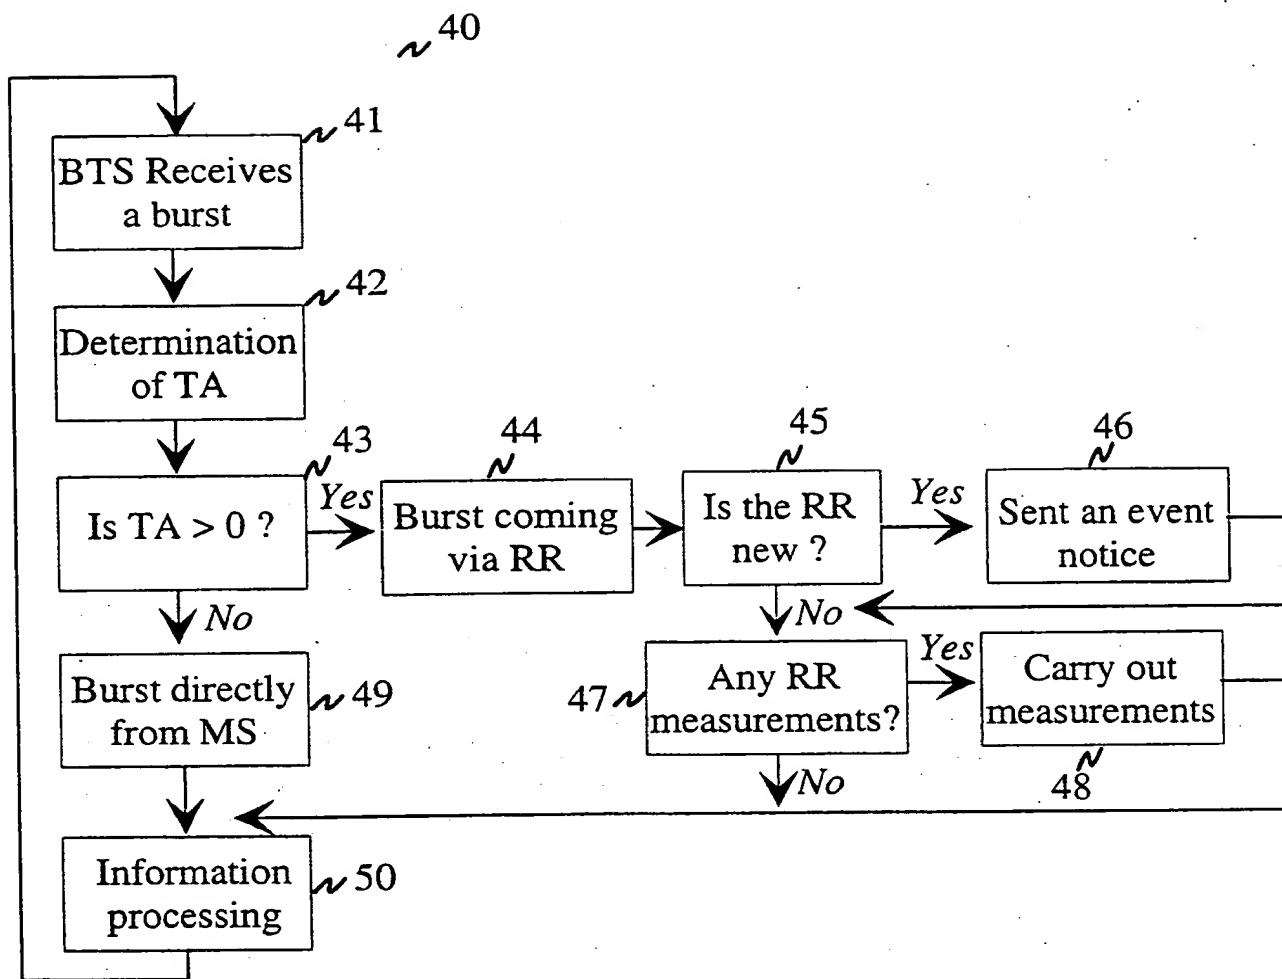 40
41
BTS Receives
a burst
42
Determination
of TA
43
Is TA > 0 ?
Yes
44
Burst coming
via RR
45
Is the RR
new ?
Yes
46
Sent an event
notice
No
No
Burst directly
from MS
49
47
Any RR
measurements?
Yes
Carry out
measurements
48
No
Information
processing
50